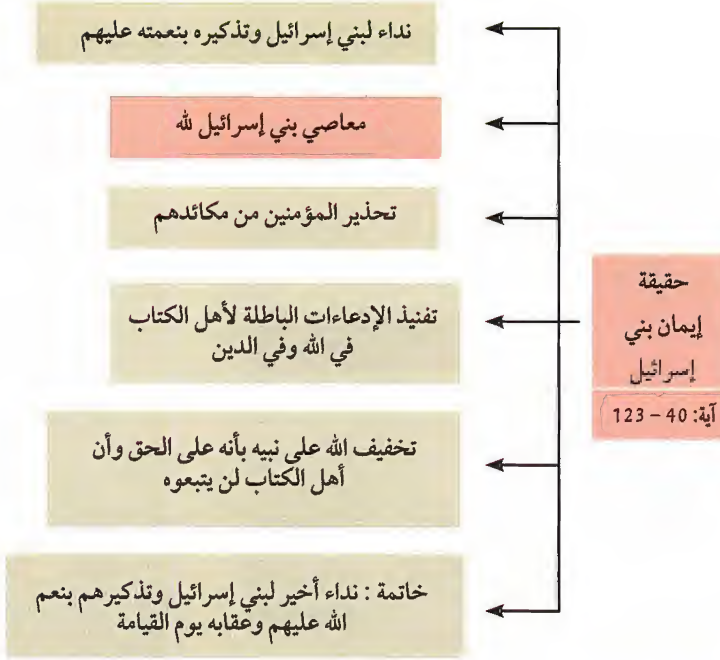 نداء لبني إسرائيل وتذكيره بنعمته عليهم
معاصي بني إسرائيل لله
تحذير المؤمنين من مكائدهم
حقيقة
إيمان بني
إسرائيل
آية: 40 – 123
تفنيذ الإدعاءات الباطلة لأهل الكتاب
في الله وفي الدين
تخفيف الله على نبيه بأنه على الحق وأن
أهل الكتاب لن يتبعوه
خاتمة : نداء أخير لبني إسرائيل وتذكيرهم بنعم
الله عليهم وعقابه يوم القيامة